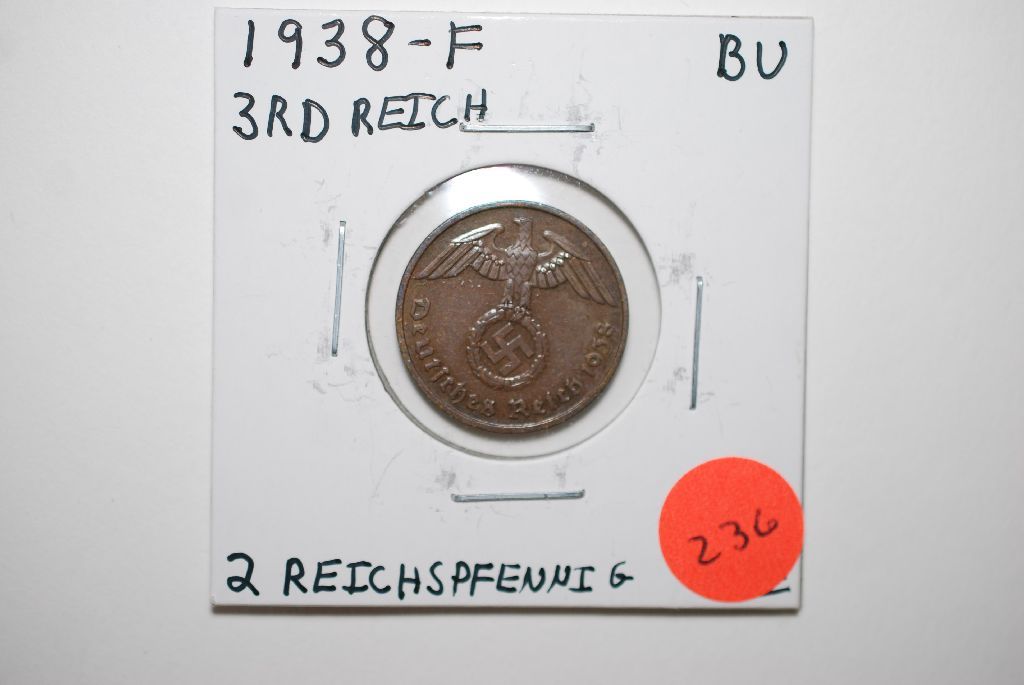 1938-F BU
3RD REICH
Deutsches Reich 1938
2 REICHSPFENNIG
236